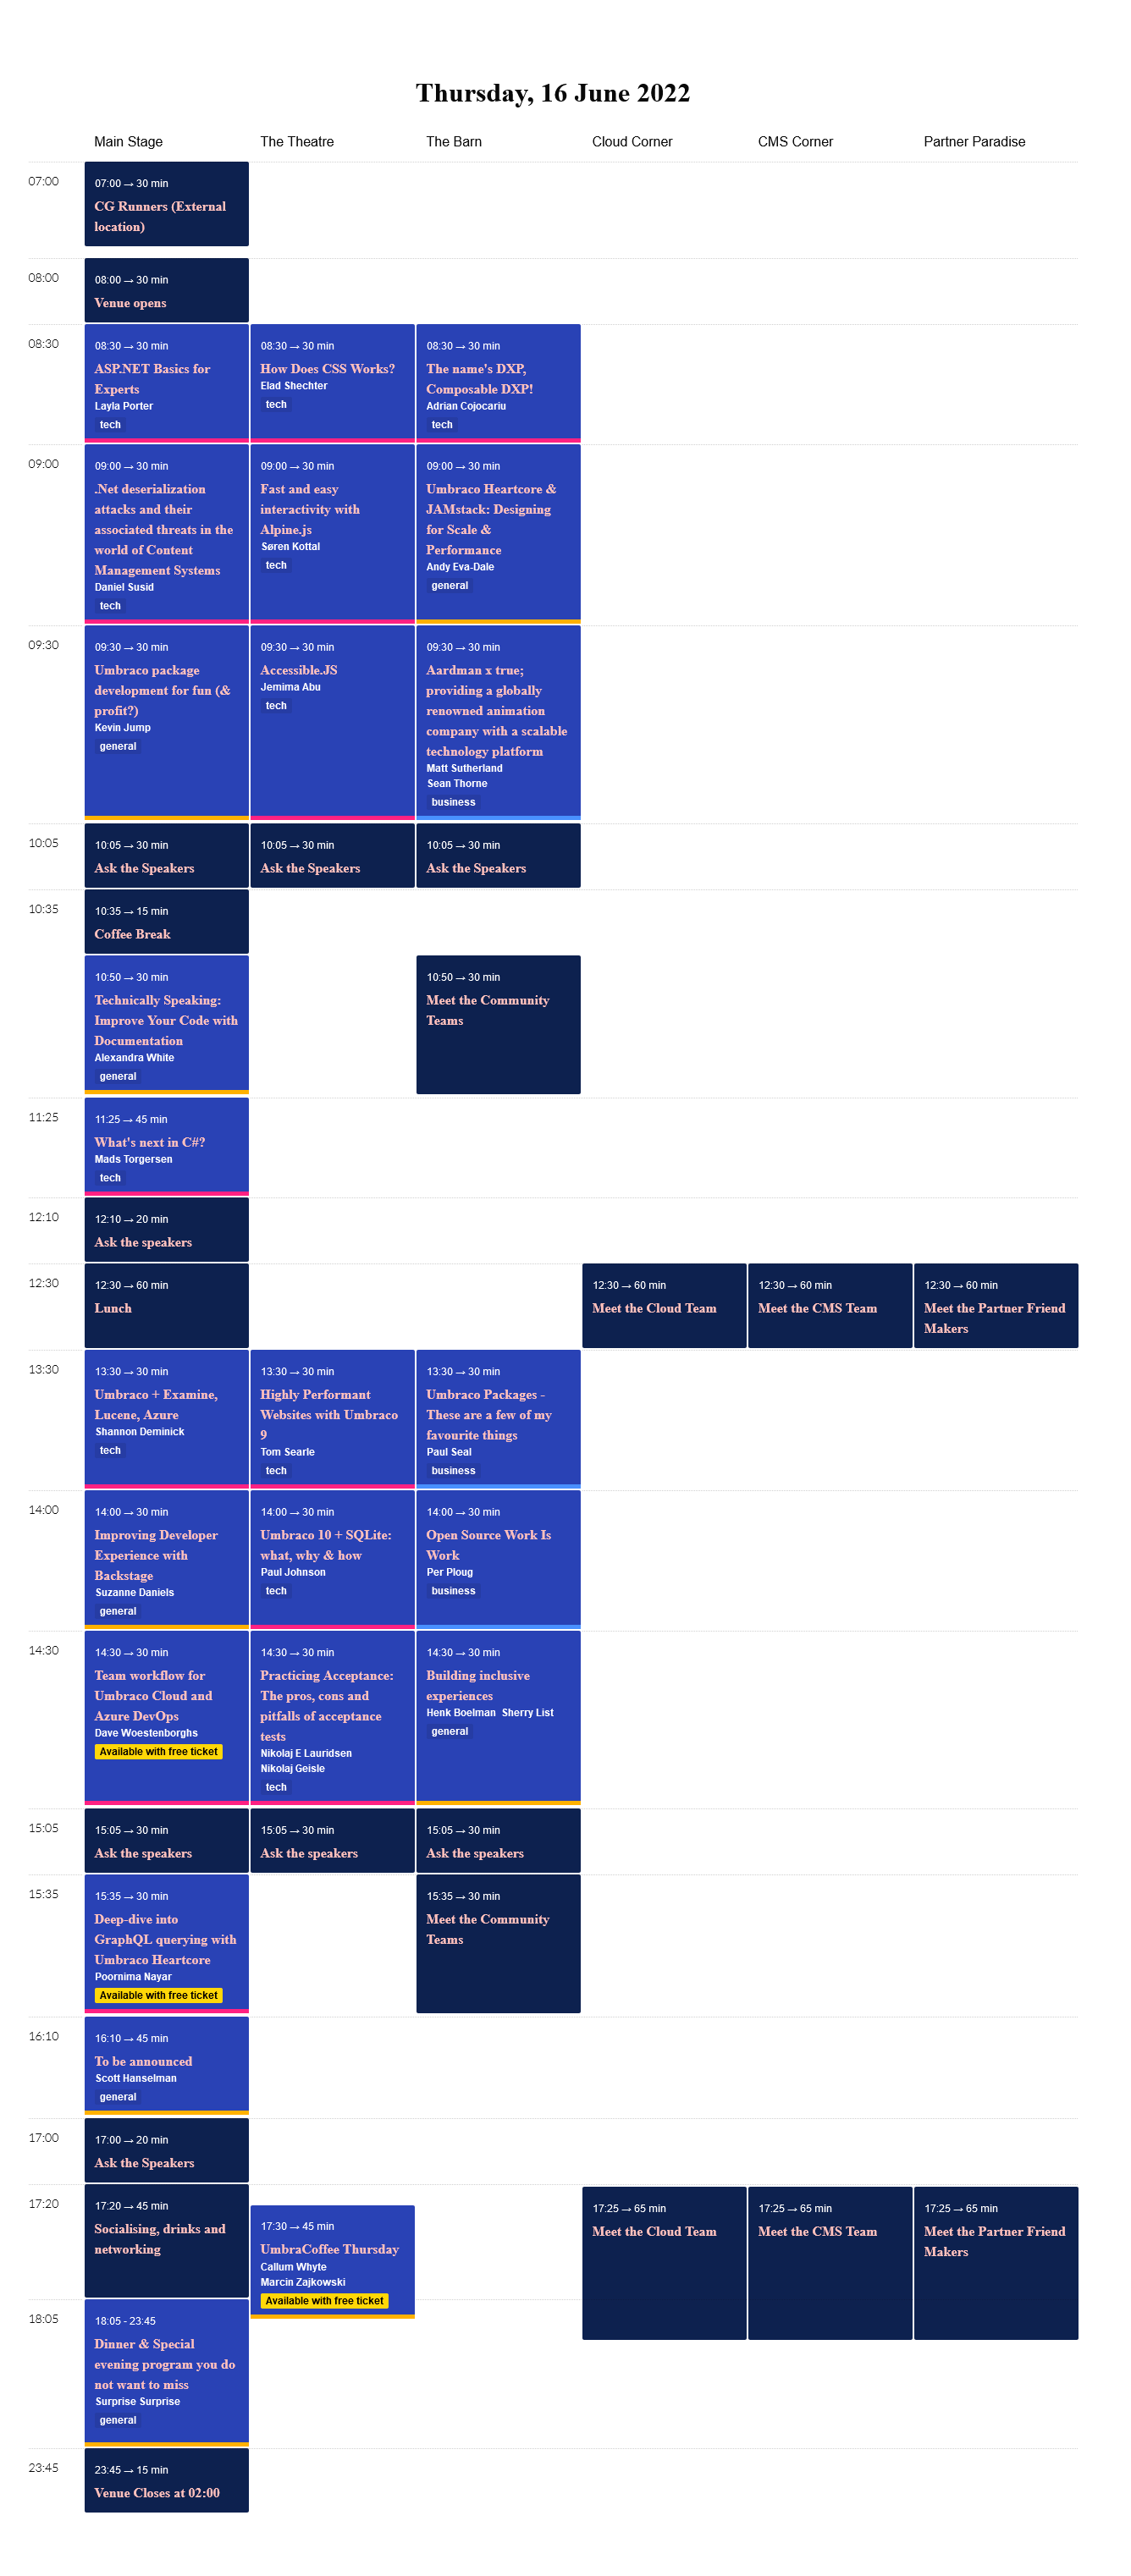 Thursday, 16 June 2022
Main Stage
The Theatre
The Barn
Cloud Corner
CMS Corner
Partner Paradise
07:00
07:00 → 30 min
CG Runners (External
location)
08:00
08:00 → 30 min
Venue opens
08:30
08:30 → 30 min
ASP.NET Basics for
Experts
Layla Porter
tech
08:30 → 30 min
How Does CSS Works?
Elad Shechter
tech
08:30 → 30 min
The name's DXP,
Composable DXP!
Adrian Cojocariu
tech
09:00
09:00 → 30 min
.Net deserialization
attacks and their
associated threats in the
world of Content
Management Systems
Daniel Susid
tech
09:00 → 30 min
Fast and easy
interactivity with
Alpine.js
Søren Kottal
tech
09:00 → 30 min
Umbraco Heartcore &
JAMstack: Designing
for Scale &
Performance
Andy Eva-Dale
general
09:30
09:30 → 30 min
Umbraco package
development for fun (&
profit?)
Kevin Jump
general
09:30 → 30 min
Accessible.JS
Jemima Abu
tech
09:30 → 30 min
Aardman x true;
providing a globally
renowned animation
company with a scalable
technology platform
Matt Sutherland
Sean Thorne
business
10:05
10:05 → 30 min
Ask the Speakers
10:05 → 30 min
Ask the Speakers
10:05 → 30 min
Ask the Speakers
10:35
10:35 → 15 min
Coffee Break
10:50 → 30 min
Technically Speaking:
Improve Your Code with
Documentation
Alexandra White
general
10:50 → 30 min
Meet the Community
Teams
11:25
11:25 → 45 min
What's next in C#?
Mads Torgersen
tech
12:10
12:10 → 20 min
Ask the speakers
12:30
12:30 → 60 min
Lunch
12:30 → 60 min
Meet the Cloud Team
12:30 → 60 min
Meet the CMS Team
12:30 → 60 min
Meet the Partner Friend
Makers
13:30
13:30 → 30 min
Umbraco + Examine,
Lucene, Azure
Shannon Deminick
tech
13:30 → 30 min
Highly Performant
Websites with Umbraco
9
Tom Searle
tech
13:30 → 30 min
Umbraco Packages -
These are a few of my
favourite things
Paul Seal
business
14:00
14:00 → 30 min
Improving Developer
Experience with
Backstage
Suzanne Daniels
general
14:00 → 30 min
Umbraco 10 + SQLite:
what, why & how
Paul Johnson
tech
14:00 → 30 min
Open Source Work Is
Work
Per Ploug
business
14:30
14:30 → 30 min
Team workflow for
Umbraco Cloud and
Azure DevOps
Dave Woestenborghs
Available with free ticket
14:30 → 30 min
Practicing Acceptance:
The pros, cons and
pitfalls of acceptance
tests
Nikolaj E Lauridsen
Nikolaj Geisle
tech
14:30 → 30 min
Building inclusive
experiences
Henk Boelman Sherry List
general
15:05
15:05 → 30 min
Ask the speakers
15:05 → 30 min
Ask the speakers
15:05 → 30 min
Ask the speakers
15:35
15:35 → 30 min
Deep-dive into
GraphQL querying with
Umbraco Heartcore
Poornima Nayar
Available with free ticket
15:35 → 30 min
Meet the Community
Teams
16:10
16:10 → 45 min
To be announced
Scott Hanselman
general
17:00
17:00 → 20 min
Ask the Speakers
17:20
17:20 → 45 min
Socialising, drinks and
networking
17:30 → 45 min
UmbraCoffee Thursday
Callum Whyte
Marcin Zajkowski
Available with free ticket
17:25 → 65 min
Meet the Cloud Team
17:25 → 65 min
Meet the CMS Team
17:25 → 65 min
Meet the Partner Friend
Makers
18:05
18:05 - 23:45
Dinner & Special
evening program you do
not want to miss
Surprise Surprise
general
23:45
23:45 → 15 min
Venue Closes at 02:00